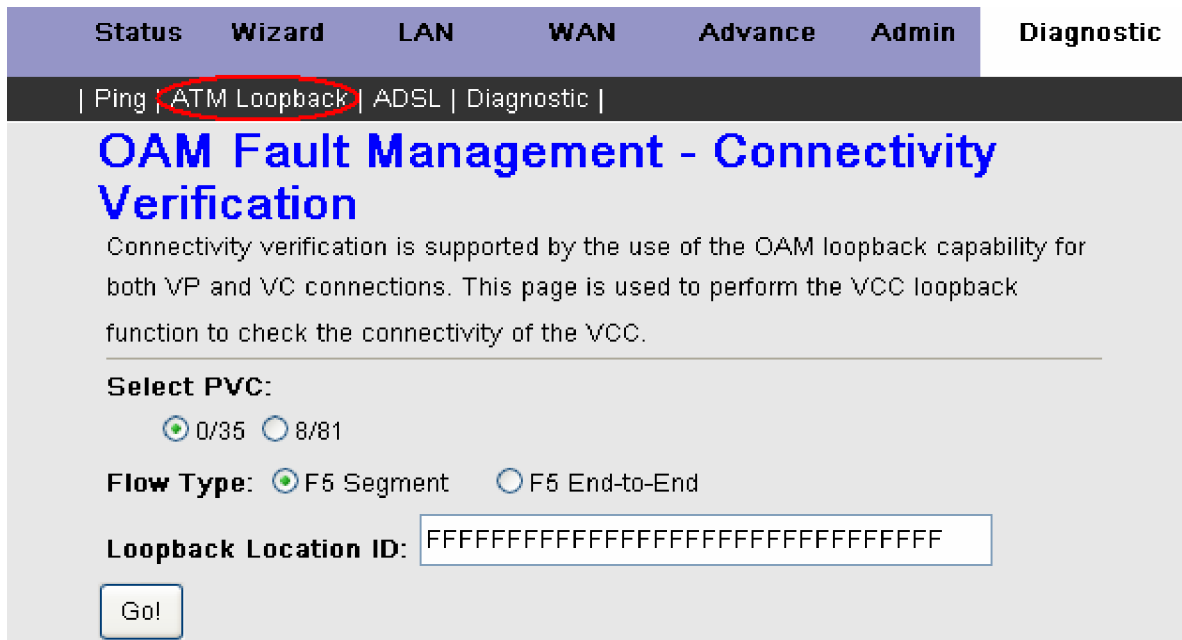 Status Wizard LAN WAN Advance Admin Diagnostic
| Ping | ATM Loopback | ADSL | Diagnostic |
OAM Fault Management - Connectivity
Verification
Connectivity verification is supported by the use of the OAM loopback capability for
both VP and VC connections. This page is used to perform the VCC loopback
function to check the connectivity of the VCC.
Select PVC:
0/35 8/81
Flow Type: F5 Segment F5 End-to-End
Loopback Location ID: FFFFFFFFFFFFFFFFFFFFFFFFFFFFFFFF
Go!